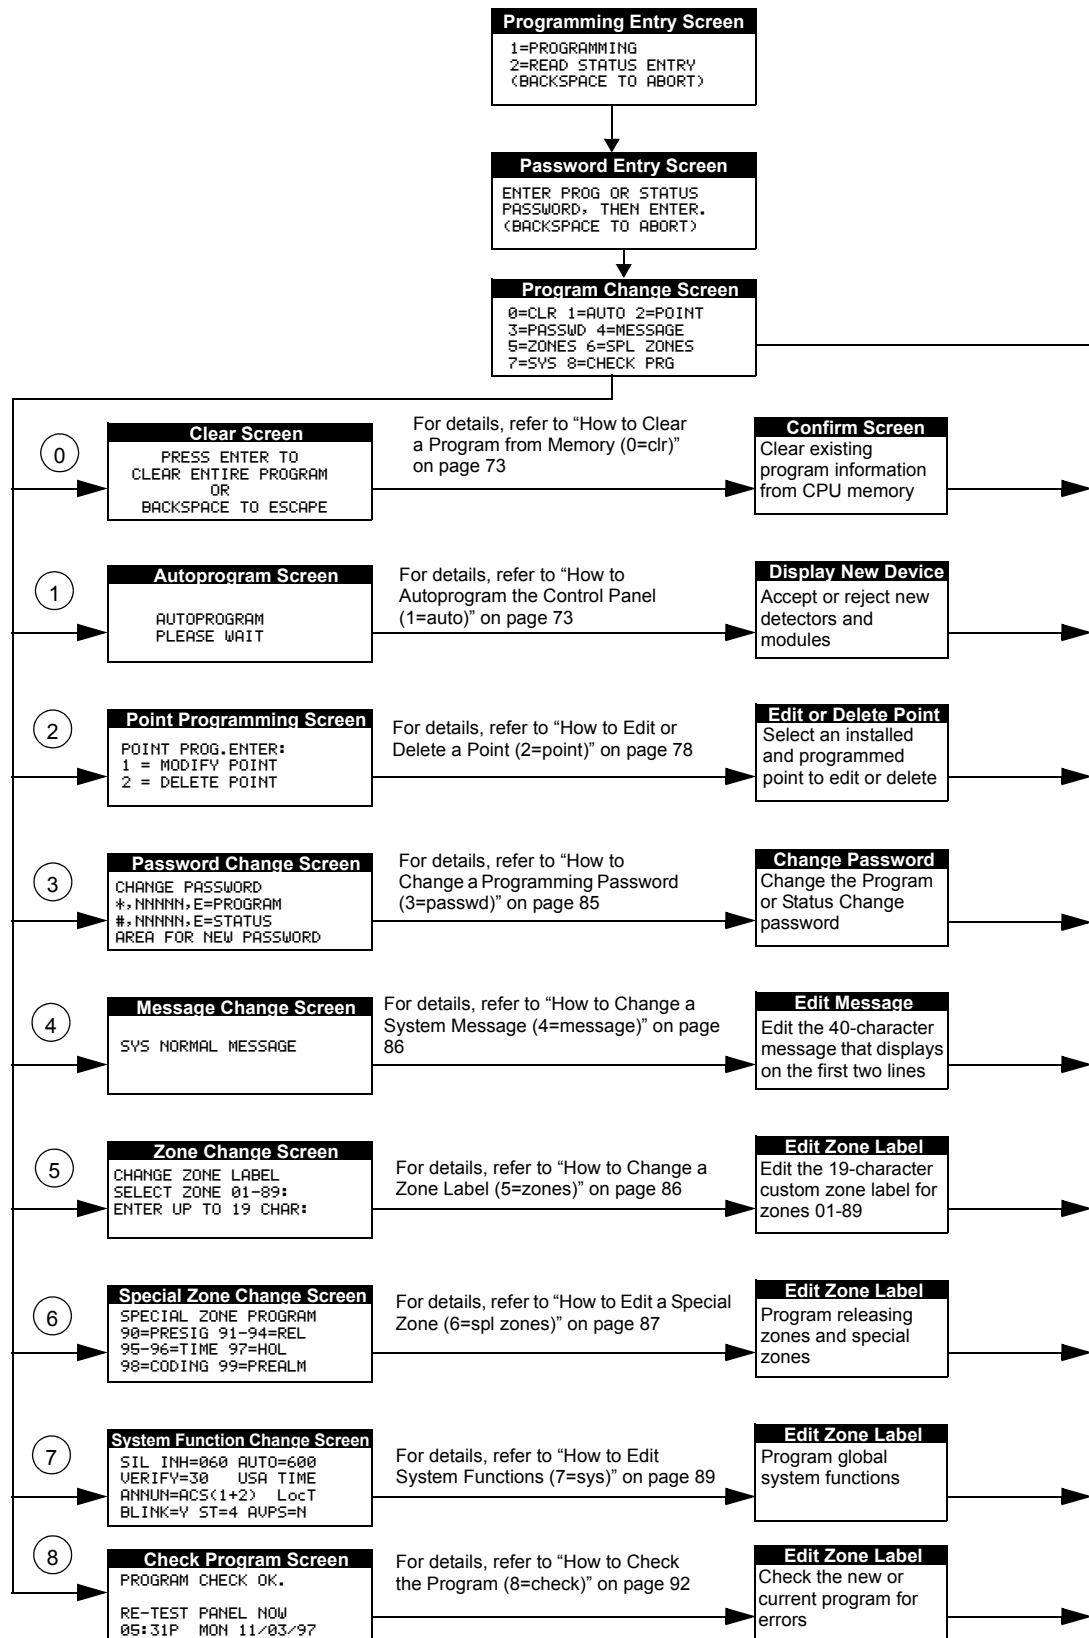 Programming Entry Screen
1=PROGRAMMING
2=READ STATUS ENTRY
(BACKSPACE TO ABORT)
Password Entry Screen
ENTER PROG OR STATUS
PASSWORD, THEN ENTER.
(BACKSPACE TO ABORT)
Program Change Screen
0=CLR 1=AUTO 2=POINT
3=PASSWD 4=MESSAGE
5=ZONES 6=SPL ZONES
7=SYS 8=CHECK PRG
0
Clear Screen
PRESS ENTER TO
CLEAR ENTIRE PROGRAM
OR
BACKSPACE TO ESCAPE
For details, refer to “How to Clear
a Program from Memory (0=clr)”
on page 73
Confirm Screen
Clear existing
program information
from CPU memory
1
Autoprogram Screen
AUTOPROGRAM
PLEASE WAIT
For details, refer to “How to
Autoprogram the Control Panel
(1=auto)” on page 73
Display New Device
Accept or reject new
detectors and
modules
2
Point Programming Screen
POINT PROG.ENTER:
1 = MODIFY POINT
2 = DELETE POINT
For details, refer to “How to Edit or
Delete a Point (2=point)” on page 78
Edit or Delete Point
Select an installed
and programmed
point to edit or delete
3
Password Change Screen
CHANGE PASSWORD
*,NNNNN,E=PROGRAM
#,NNNNN,E=STATUS
AREA FOR NEW PASSWORD
For details, refer to “How to
Change a Programming Password
(3=passwd)” on page 85
Change Password
Change the Program
or Status Change
password
4
Message Change Screen
SYS NORMAL MESSAGE
For details, refer to “How to Change a
System Message (4=message)” on page
86
Edit Message
Edit the 40-character
message that displays
on the first two lines
5
Zone Change Screen
CHANGE ZONE LABEL
SELECT ZONE 01-89:
ENTER UP TO 19 CHAR:
For details, refer to “How to Change a
Zone Label (5=zones)” on page 86
Edit Zone Label
Edit the 19-character
custom zone label for
zones 01-89
6
Special Zone Change Screen
SPECIAL ZONE PROGRAM
90=PRESIG 91-94=REL
95-96=TIME 97=HOL
98=CODING 99=PREALM
For details, refer to “How to Edit a Special
Zone (6=spl zones)” on page 87
Edit Zone Label
Program releasing
zones and special
zones
7
System Function Change Screen
SIL INH=060 AUTO=600
VERIFY=30 USA TIME
ANNUN=ACS(1+2) LocT
BLINK=Y ST=4 AVPS=N
For details, refer to “How to Edit
System Functions (7=sys)” on page 89
Edit Zone Label
Program global
system functions
8
Check Program Screen
PROGRAM CHECK OK.
RE-TEST PANEL NOW
05:31P MON 11/03/97
For details, refer to “How to Check
the Program (8=check)” on page 92
Edit Zone Label
Check the new or
current program for
errors